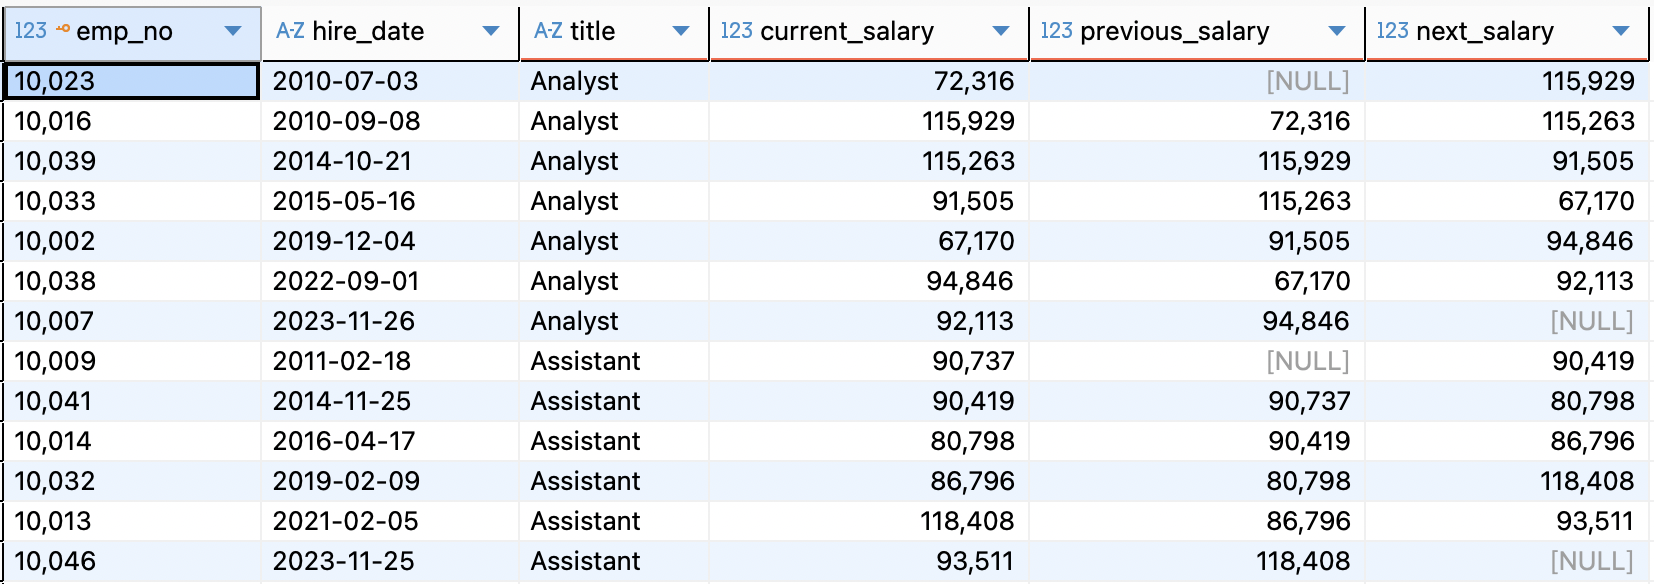 123 emp_no A-Z hire_date A-Z title 123 current_salary 123 previous_salary 123 next_salary
10,023 2010-07-03 Analyst 72,316 [NULL] 115,929
10,016 2010-09-08 Analyst 115,929 72,316 115,263
10,039 2014-10-21 Analyst 115,263 115,929 91,505
10,033 2015-05-16 Analyst 91,505 115,263 67,170
10,002 2019-12-04 Analyst 67,170 91,505 94,846
10,038 2022-09-01 Analyst 94,846 67,170 92,113
10,007 2023-11-26 Analyst 92,113 94,846 [NULL]
10,009 2011-02-18 Assistant 90,737 [NULL] 90,419
10,041 2014-11-25 Assistant 90,419 90,737 80,798
10,014 2016-04-17 Assistant 80,798 90,419 86,796
10,032 2019-02-09 Assistant 86,796 80,798 118,408
10,013 2021-02-05 Assistant 118,408 86,796 93,511
10,046 2023-11-25 Assistant 93,511 118,408 [NULL]